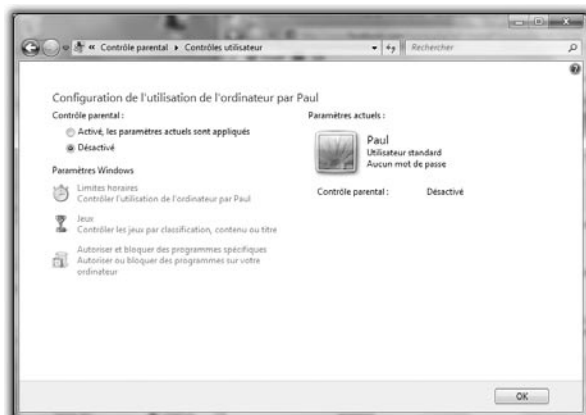 « Contrôle parental ▸ Contrôles utilisateur
Rechercher
Configuration de l'utilisation de l'ordinateur par Paul
Contrôle parental :
Activé, les paramètres actuels sont appliqués
Désactivé
Paramètres Windows
Limites horaires
Contrôler l'utilisation de l'ordinateur par Paul
Jeux
Contrôler les jeux par classification, contenu ou titre
Autoriser et bloquer des programmes spécifiques
Autoriser ou bloquer des programmes sur votre
ordinateur
Paramètres actuels :
Paul
Utilisateur standard
Aucun mot de passe
Contrôle parental : Désactivé
OK